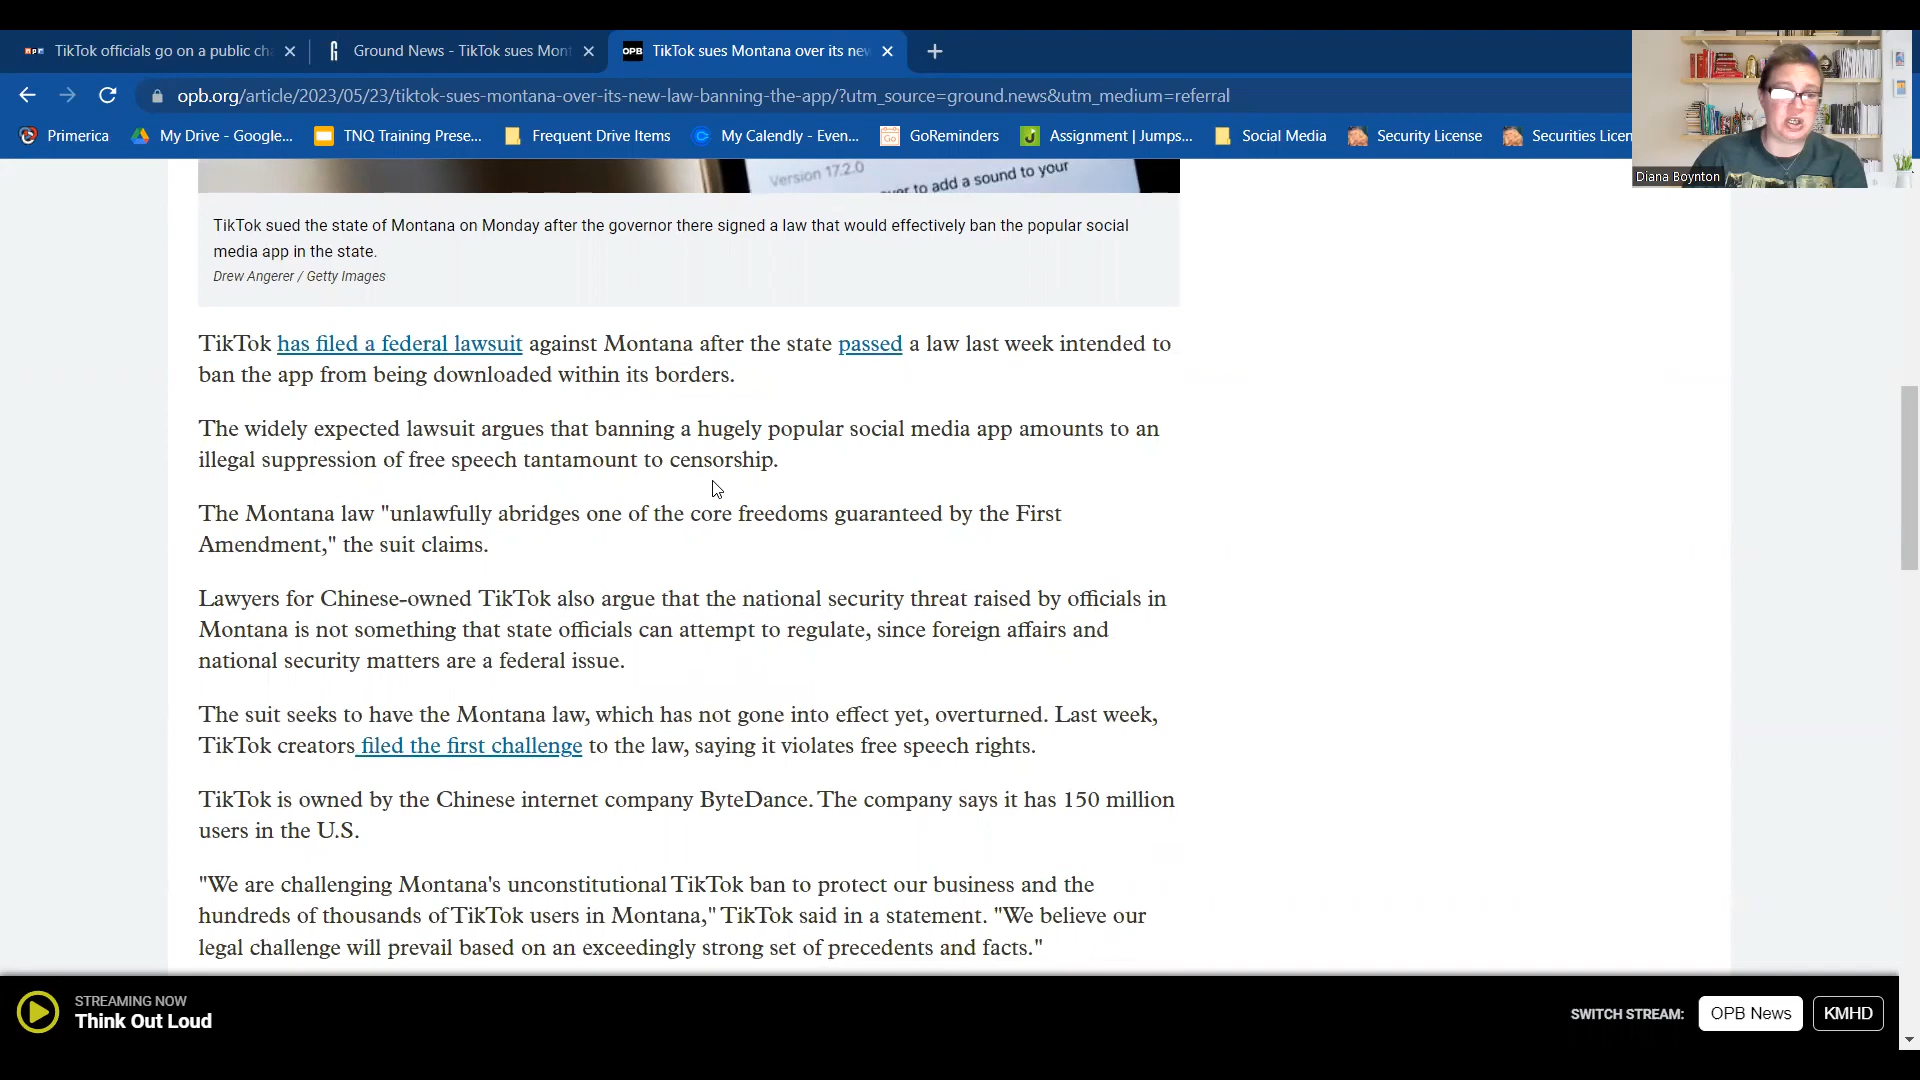 npr TikTok officials go on a public ch
Ground News - TikTok sues Mont
OPB TikTok sues Montana over its new
opb.org/article/2023/05/23/tiktok-sues-montana-over-its-new-law-banning-the-app/?utm_source=ground.news&utm_medium=referral
Primerica
My Drive - Google...
TNQ Training Prese...
Frequent Drive Items
My Calendly - Even...
GoReminders
Assignment | Jumps...
Social Media
Security License
Securities Licen
Diana Boynton
Version 17.2.0
er to add a sound to your
TikTok sued the state of Montana on Monday after the governor there signed a law that would effectively ban the popular social
media app in the state.
Drew Angerer / Getty Images
TikTok has filed a federal lawsuit against Montana after the state passed a law last week intended to
ban the app from being downloaded within its borders.
The widely expected lawsuit argues that banning a hugely popular social media app amounts to an
illegal suppression of free speech tantamount to censorship.
The Montana law "unlawfully abridges one of the core freedoms guaranteed by the First
Amendment," the suit claims.
Lawyers for Chinese-owned TikTok also argue that the national security threat raised by officials in
Montana is not something that state officials can attempt to regulate, since foreign affairs and
national security matters are a federal issue.
The suit seeks to have the Montana law, which has not gone into effect yet, overturned. Last week,
TikTok creators filed the first challenge to the law, saying it violates free speech rights.
TikTok is owned by the Chinese internet company ByteDance. The company says it has 150 million
users in the U.S.
"We are challenging Montana's unconstitutional TikTok ban to protect our business and the
hundreds of thousands of TikTok users in Montana," TikTok said in a statement. "We believe our
legal challenge will prevail based on an exceedingly strong set of precedents and facts."
STREAMING NOW
Think Out Loud
SWITCH STREAM:
OPB News
KMHD